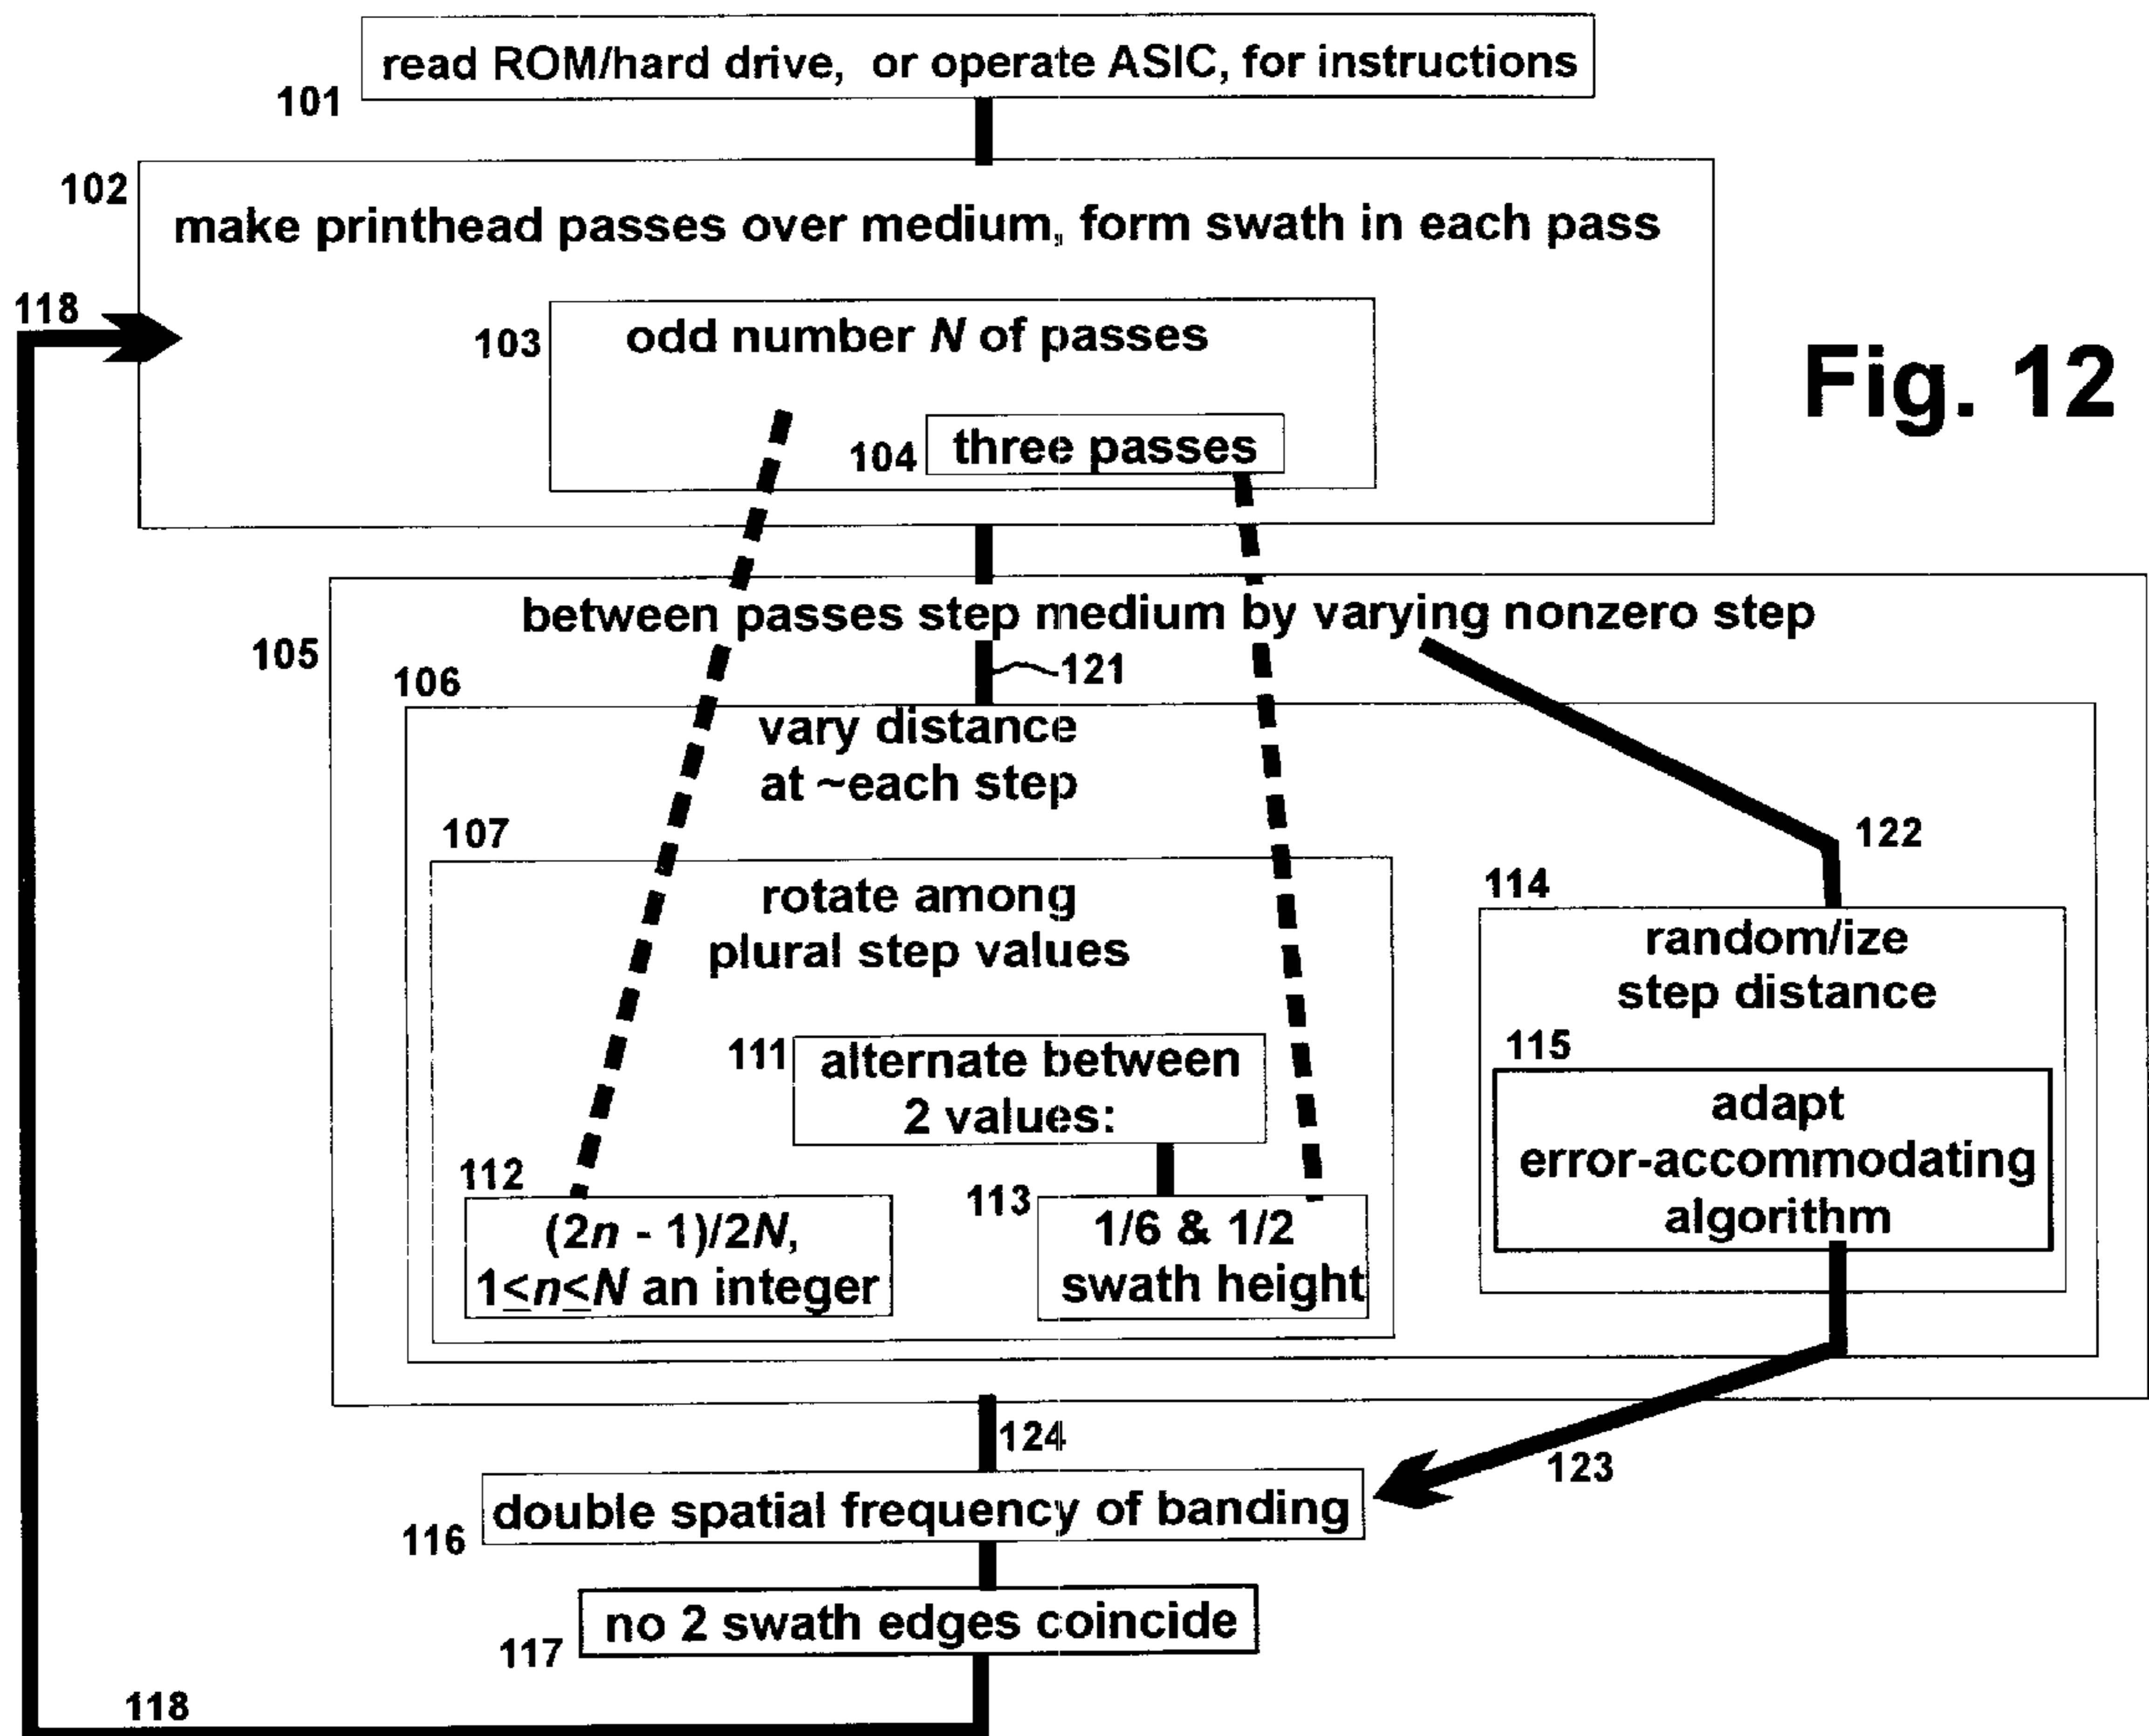 read ROM/hard drive, or operate ASIC, for instructions
101
102
make printhead passes over medium, form swath in each pass
118
103
odd number N of passes
Fig. 12
104
three passes
between passes step medium by varying nonzero step
105
121
106
vary distance
at ~each step
107
122
rotate among
plural step values
114
random/ize
step distance
111
alternate between
2 values:
115
adapt
error-accommodating
algorithm
112
(2n - 1)/2N,
1≤n≤N an integer
113
1/6 & 1/2
swath height
124
123
double spatial frequency of banding
116
no 2 swath edges coincide
117
118